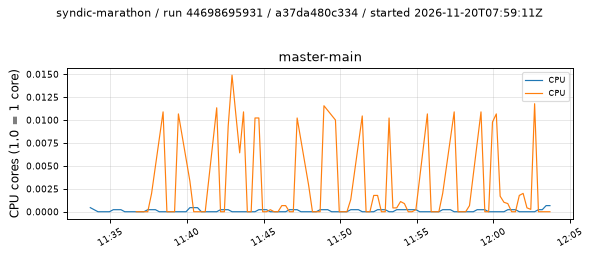 syndic-marathon / run 44698695931 / a37da480c334 / started 2026-11-20T07:59:11Z
master-main
CPU cores (1.0 = 1 core)
0.0150
0.0125
0.0100
0.0075
0.0050
0.0025
0.0000
CPU
CPU
11:35
11:40
11:45
11:50
11:55
12:00
12:05